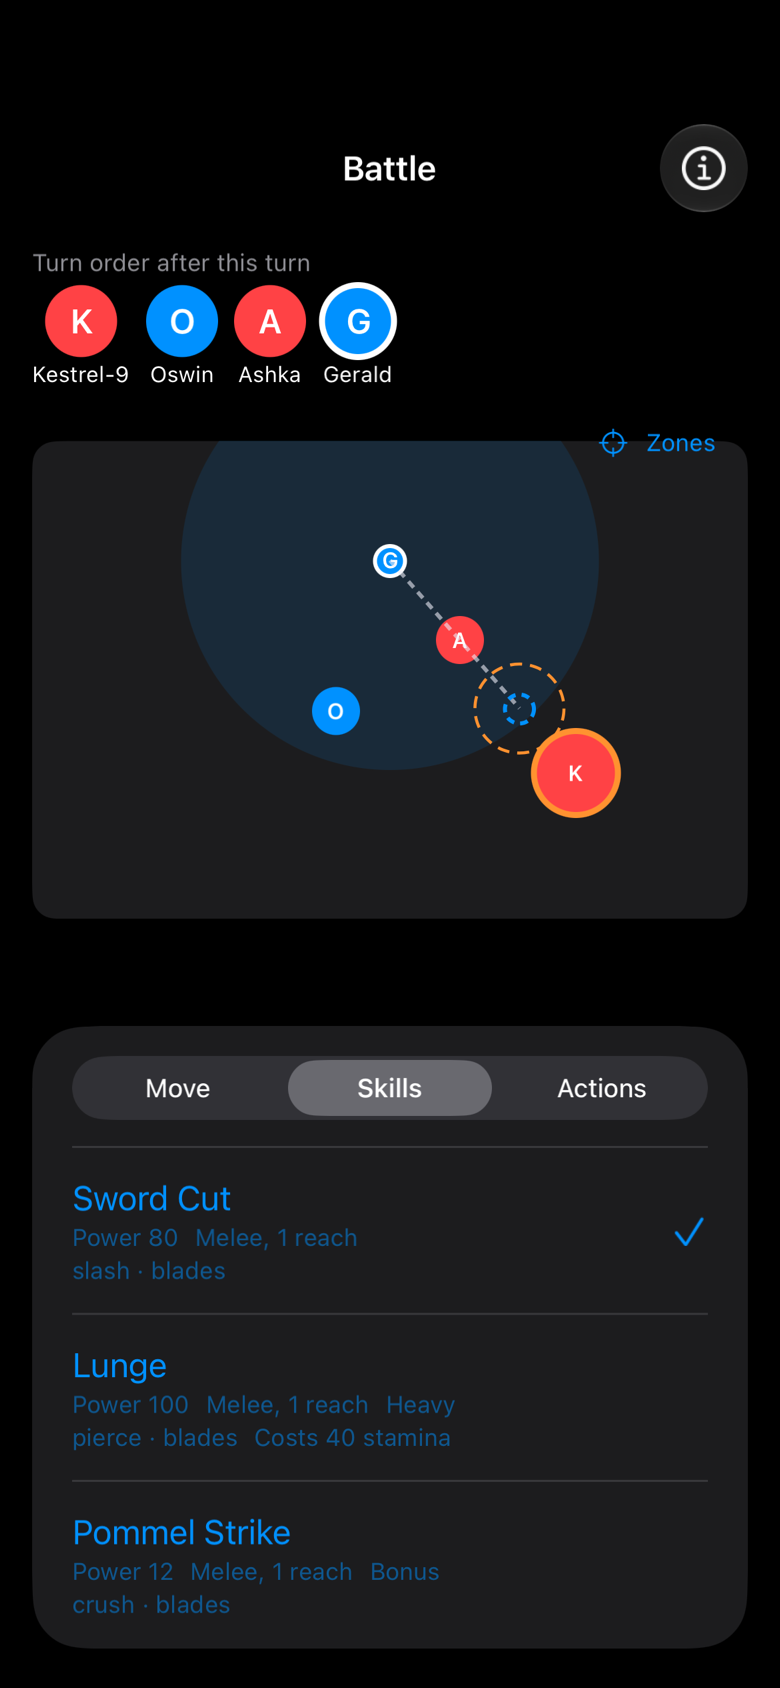 Battle
Turn order after this turn
K O A G
Kestrel-9 Oswin Ashka Gerald
Zones
G
A
O
K
Move Skills Actions
Sword Cut
Power 80 Melee, 1 reach
slash · blades
Lunge
Power 100 Melee, 1 reach Heavy
pierce · blades Costs 40 stamina
Pommel Strike
Power 12 Melee, 1 reach Bonus
crush · blades